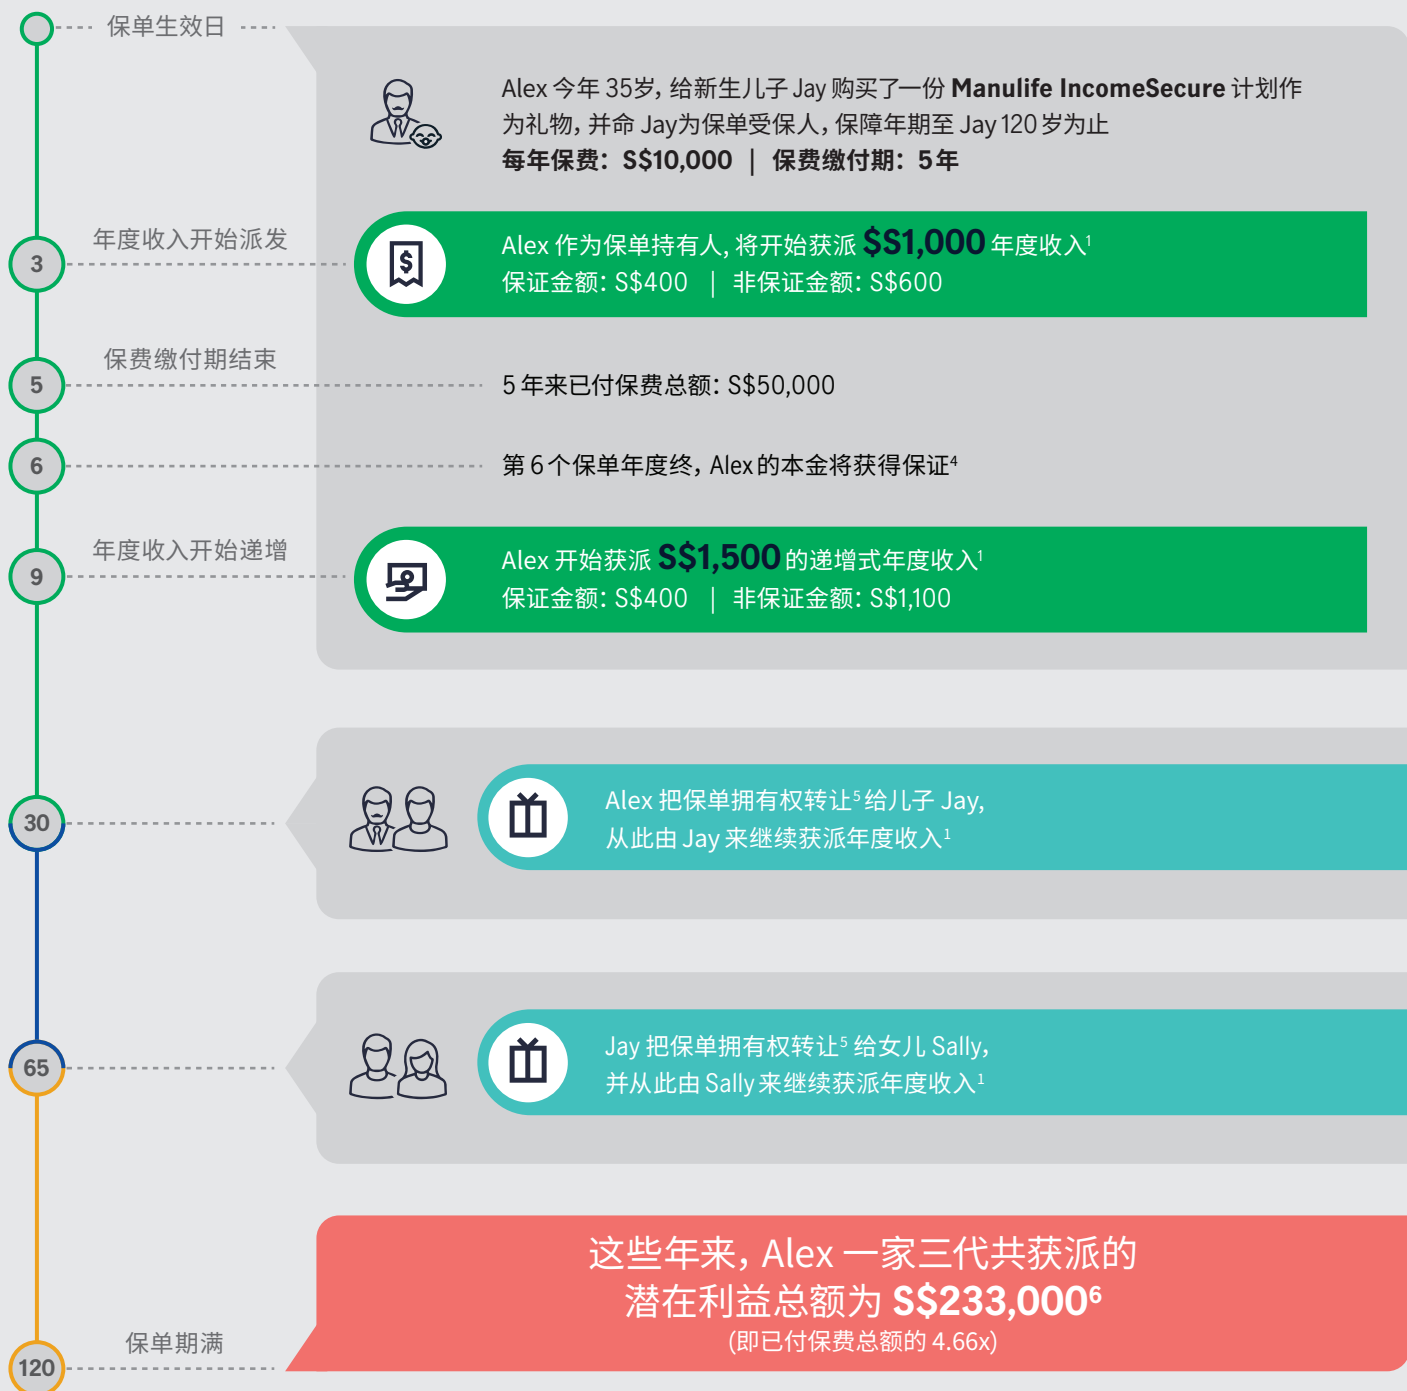 保单生效日
Alex 今年 35岁，给新生儿子 Jay 购买了一份 Manulife IncomeSecure 计划作
为礼物，并命 Jay为保单受保人，保障年期至 Jay 120 岁为止
每年保费：S$10,000 | 保费缴付期：5年
3
年度收入开始派发
Alex 作为保单持有人, 将开始获派 $S1,000 年度收入¹
保证金额：S$400 | 非保证金额：S$600
5
保费缴付期结束
5 年来已付保费总额：S$50,000
6
第 6 个保单年度终，Alex 的本金将获得保证⁴
9
年度收入开始递增
Alex 开始获派 S$1,500 的递增式年度收入¹
保证金额：S$400 | 非保证金额：S$1,100
30
Alex 把保单拥有权转让⁵ 给儿子 Jay,
从此由 Jay 来继续获派年度收入¹
65
Jay 把保单拥有权转让⁵ 给女儿 Sally，
并从此由 Sally 来继续获派年度收入¹
这些年来，Alex 一家三代共获派的
潜在利益总额为 S$233,000⁶
(即已付保费总额的 4.66x)
保单期满
120